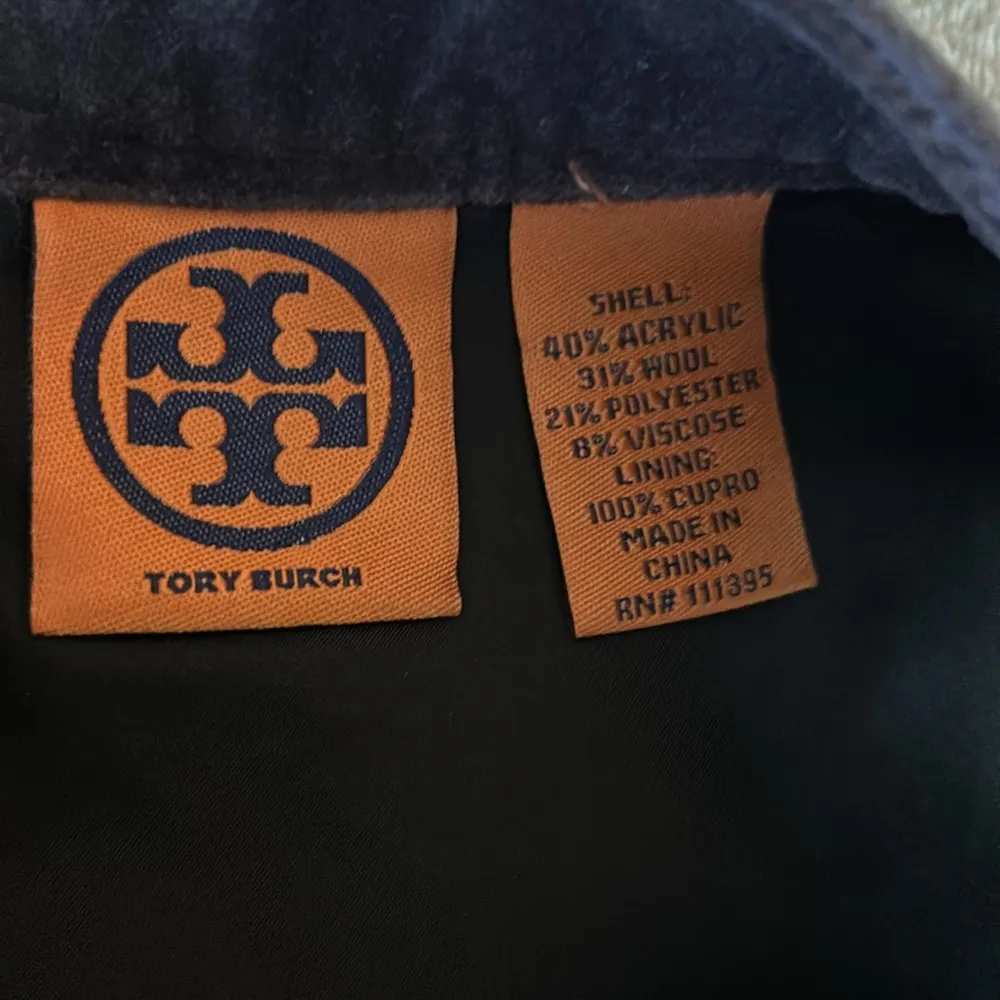 TORY BURCH
SHELL:
40% ACRYLIC
31% WOOL
21% POLYESTER
8% VISCOSE
LINING:
100% CUPRO
MADE IN
CHINA
RN# 111395